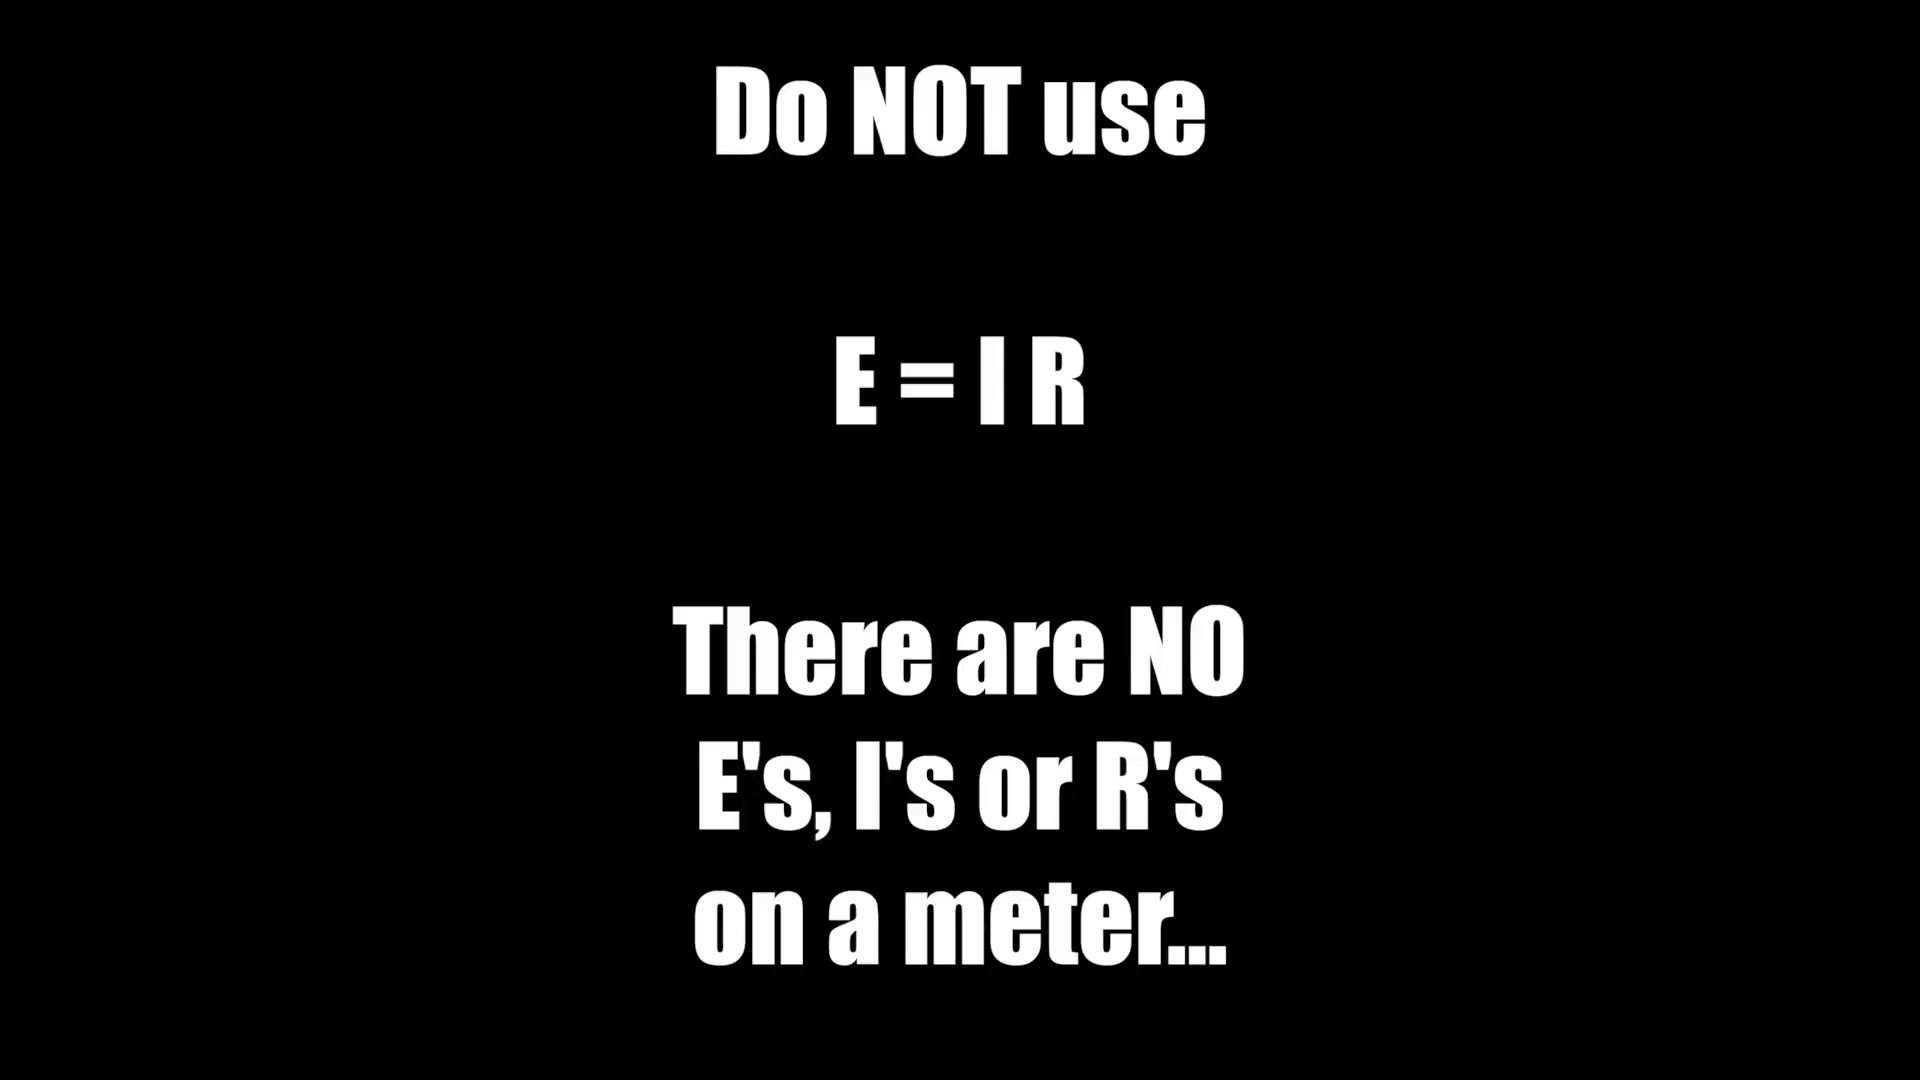 Do NOT use
E = I R
There are NO
E's, I's or R's
on a meter...